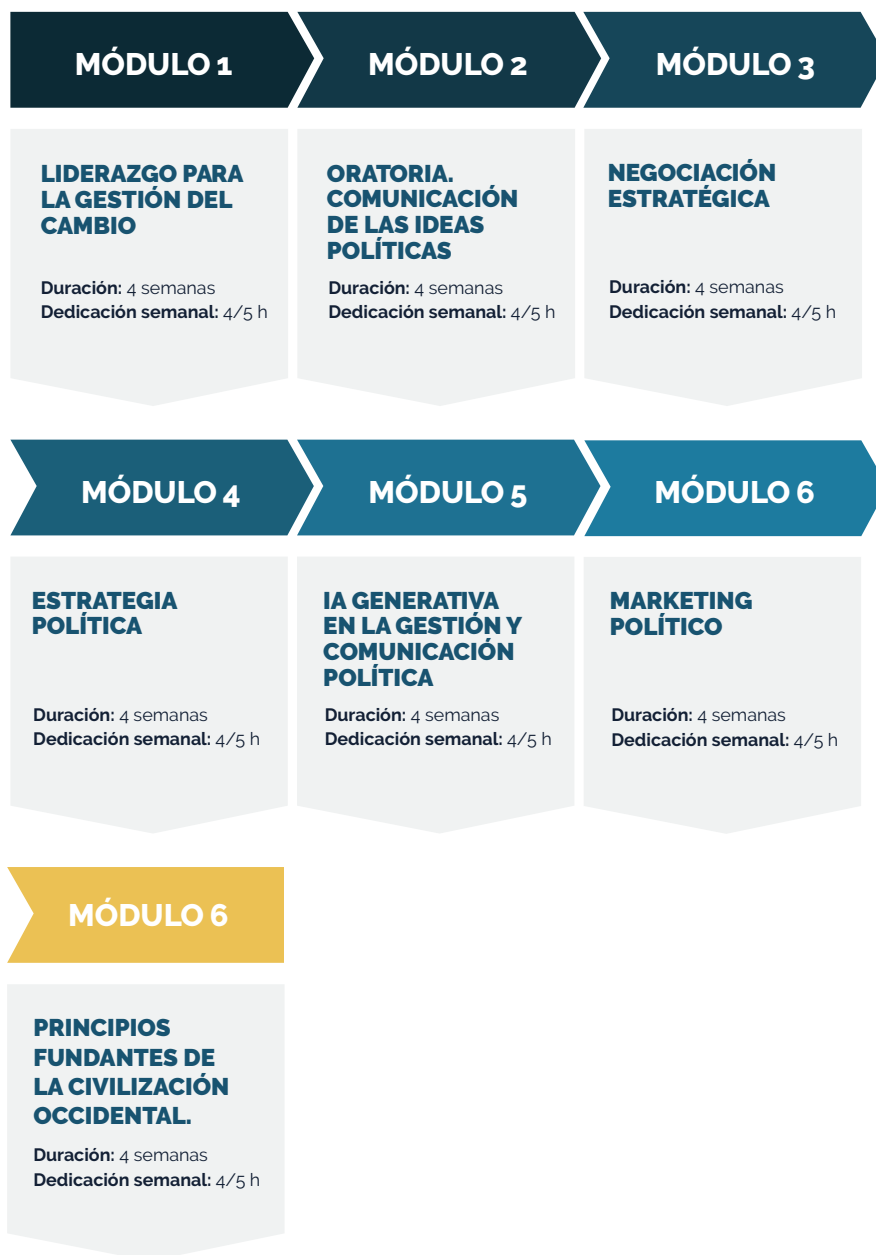 MÓDULO 1
MÓDULO 2
MÓDULO 3
LIDERAZGO PARA
LA GESTIÓN DEL
CAMBIO
Duración: 4 semanas
Dedicación semanal: 4/5 h
ORATORIA.
COMUNICACIÓN
DE LAS IDEAS
POLÍTICAS
Duración: 4 semanas
Dedicación semanal: 4/5 h
NEGOCIACIÓN
ESTRATÉGICA
Duración: 4 semanas
Dedicación semanal: 4/5 h
MÓDULO 4
MÓDULO 5
MÓDULO 6
ESTRATEGIA
POLÍTICA
Duración: 4 semanas
Dedicación semanal: 4/5 h
IA GENERATIVA
EN LA GESTIÓN Y
COMUNICACIÓN
POLÍTICA
Duración: 4 semanas
Dedicación semanal: 4/5 h
MARKETING
POLÍTICO
Duración: 4 semanas
Dedicación semanal: 4/5 h
MÓDULO 6
PRINCIPIOS
FUNDANTES DE
LA CIVILIZACIÓN
OCCIDENTAL.
Duración: 4 semanas
Dedicación semanal: 4/5 h